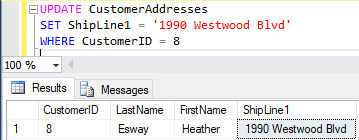 UPDATE CustomerAddresses
SET ShipLine1 = '1990 Westwood Blvd'
WHERE CustomerID = 8
100 %
Results Messages
CustomerID LastName FirstName ShipLine1
1 8 Esway Heather 1990 Westwood Blvd